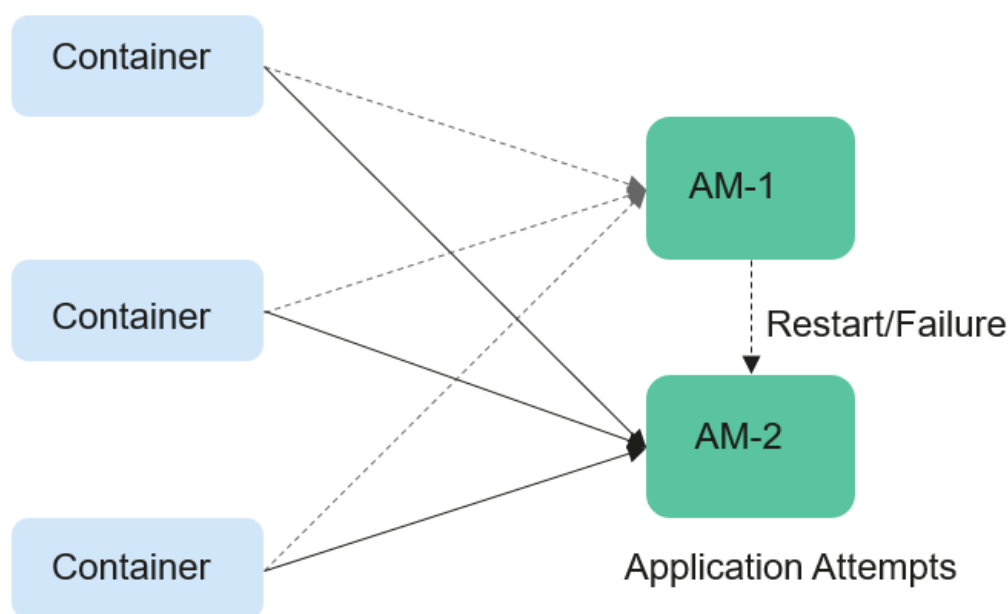 Container
AM-1
Container
Restart/Failure
AM-2
Container
Application Attempts